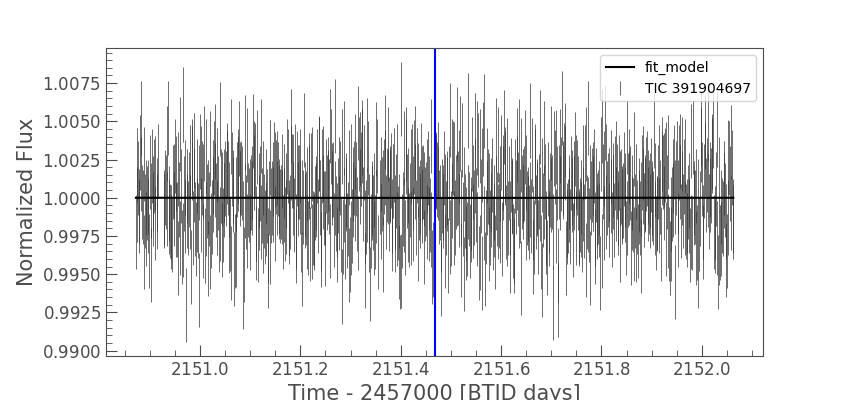 fit_model
TIC 391904697
1.0075
1.0050
1.0025
1.0000
0.9975
0.9950
0.9925
0.9900
Normalized Flux
2151.0 2151.2 2151.4 2151.6 2151.8 2152.0
Time - 2457000 [BTJD days]